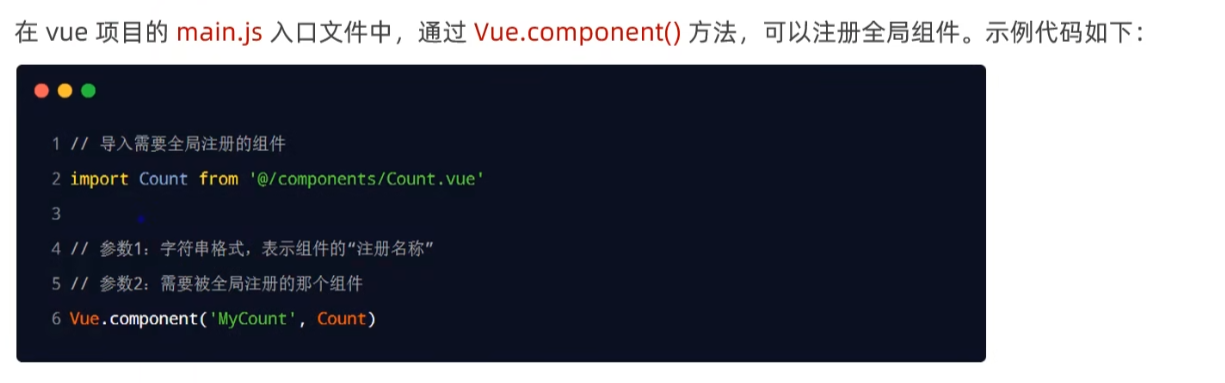 在 vue 项目的 main.js 入口文件中，通过 Vue.component() 方法，可以注册全局组件。示例代码如下：
1 // 导入需要全局注册的组件
2 import Count from '@/components/Count.vue'
3
4 // 参数1：字符串格式，表示组件的“注册名称”
5 // 参数2：需要被全局注册的那个组件
6 Vue.component('MyCount', Count)